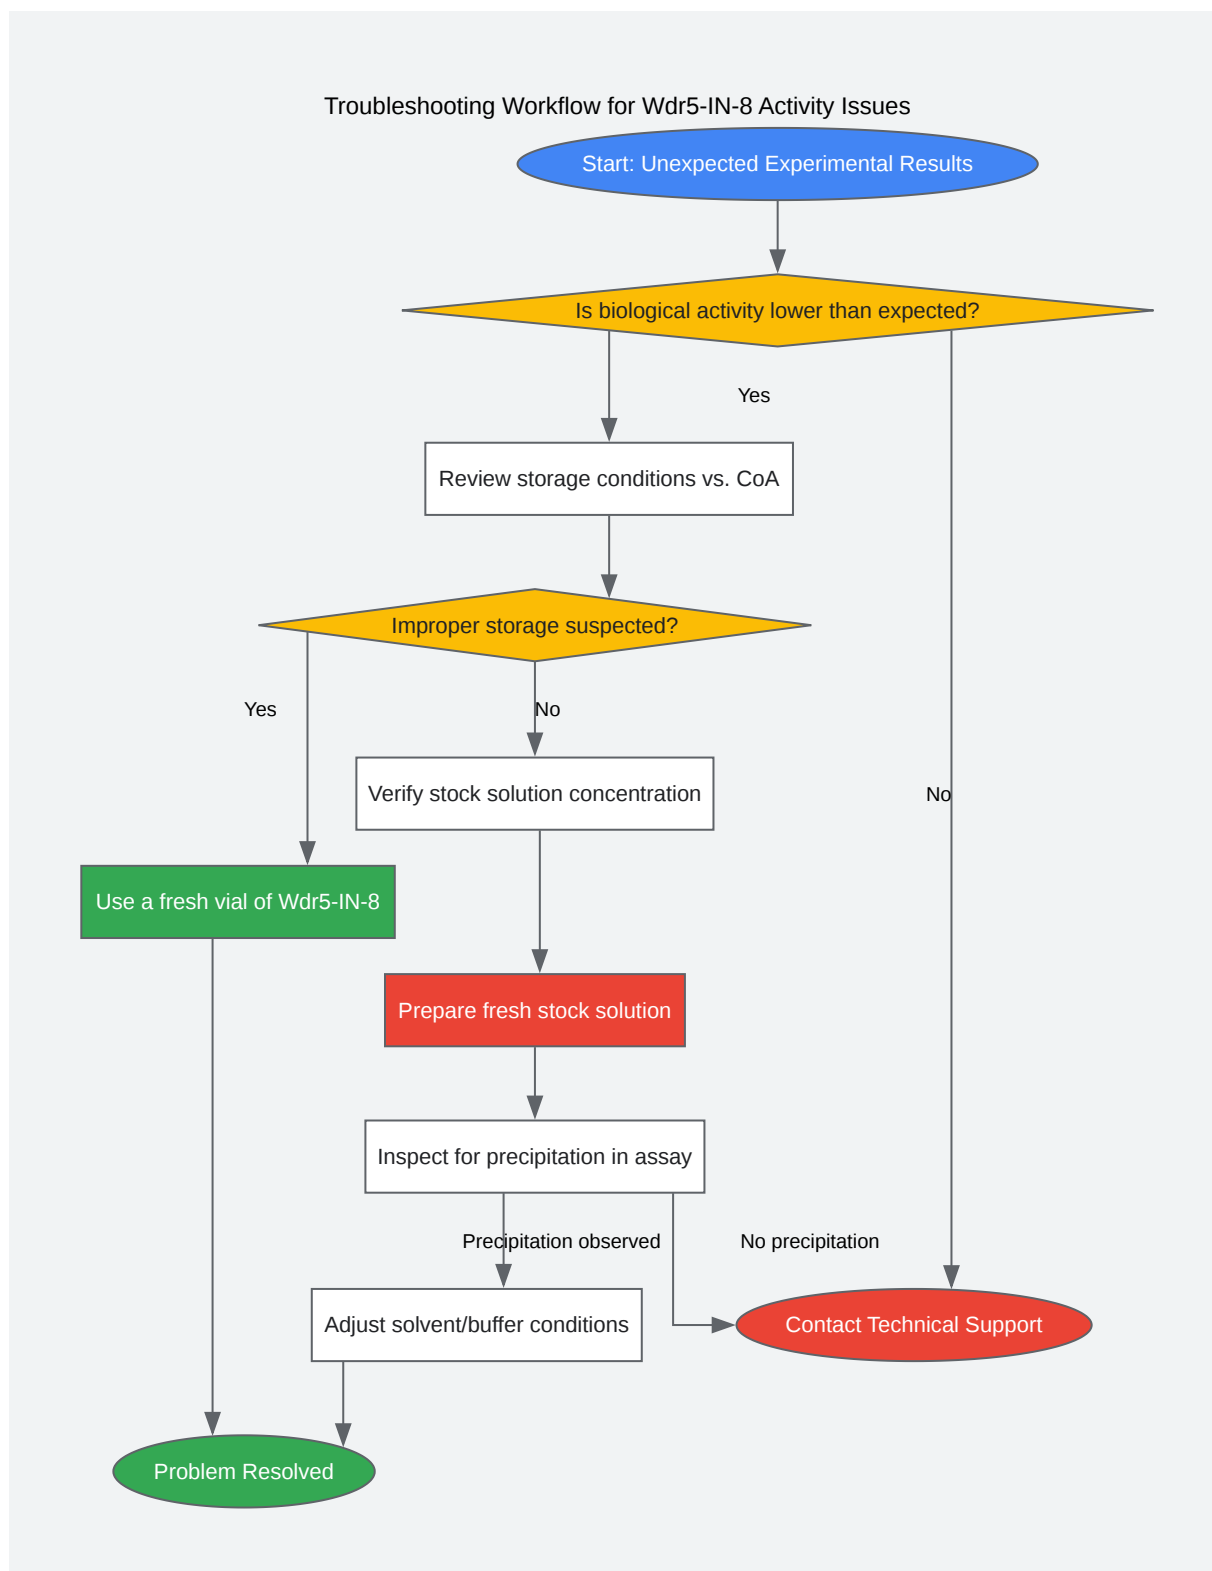 Troubleshooting Workflow for Wdr5-IN-8 Activity Issues
Start: Unexpected Experimental Results
Is biological activity lower than expected?
Yes
Review storage conditions vs. CoA
Improper storage suspected?
Yes
No
Verify stock solution concentration
No
Use a fresh vial of Wdr5-IN-8
Prepare fresh stock solution
Inspect for precipitation in assay
Precipitation observed
No precipitation
Adjust solvent/buffer conditions
Contact Technical Support
Problem Resolved